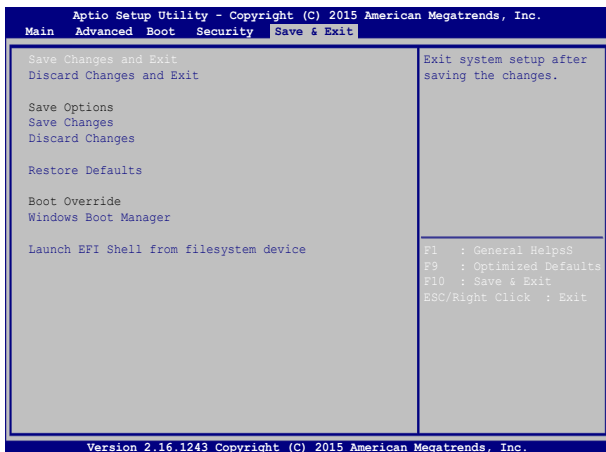 Aptio Setup Utility - Copyright (C) 2015 American Megatrends, Inc.
Main Advanced Boot Security Save & Exit
Save Changes and Exit
Discard Changes and Exit
Save Options
Save Changes
Discard Changes
Restore Defaults
Boot Override
Windows Boot Manager
Launch EFI Shell from filesystem device
Exit system setup after
saving the changes.
F1 : General HelpsS
F9 : Optimized Defaults
F10 : Save & Exit
ESC/Right Click : Exit
Version 2.16.1243 Copyright (C) 2015 American Megatrends, Inc.